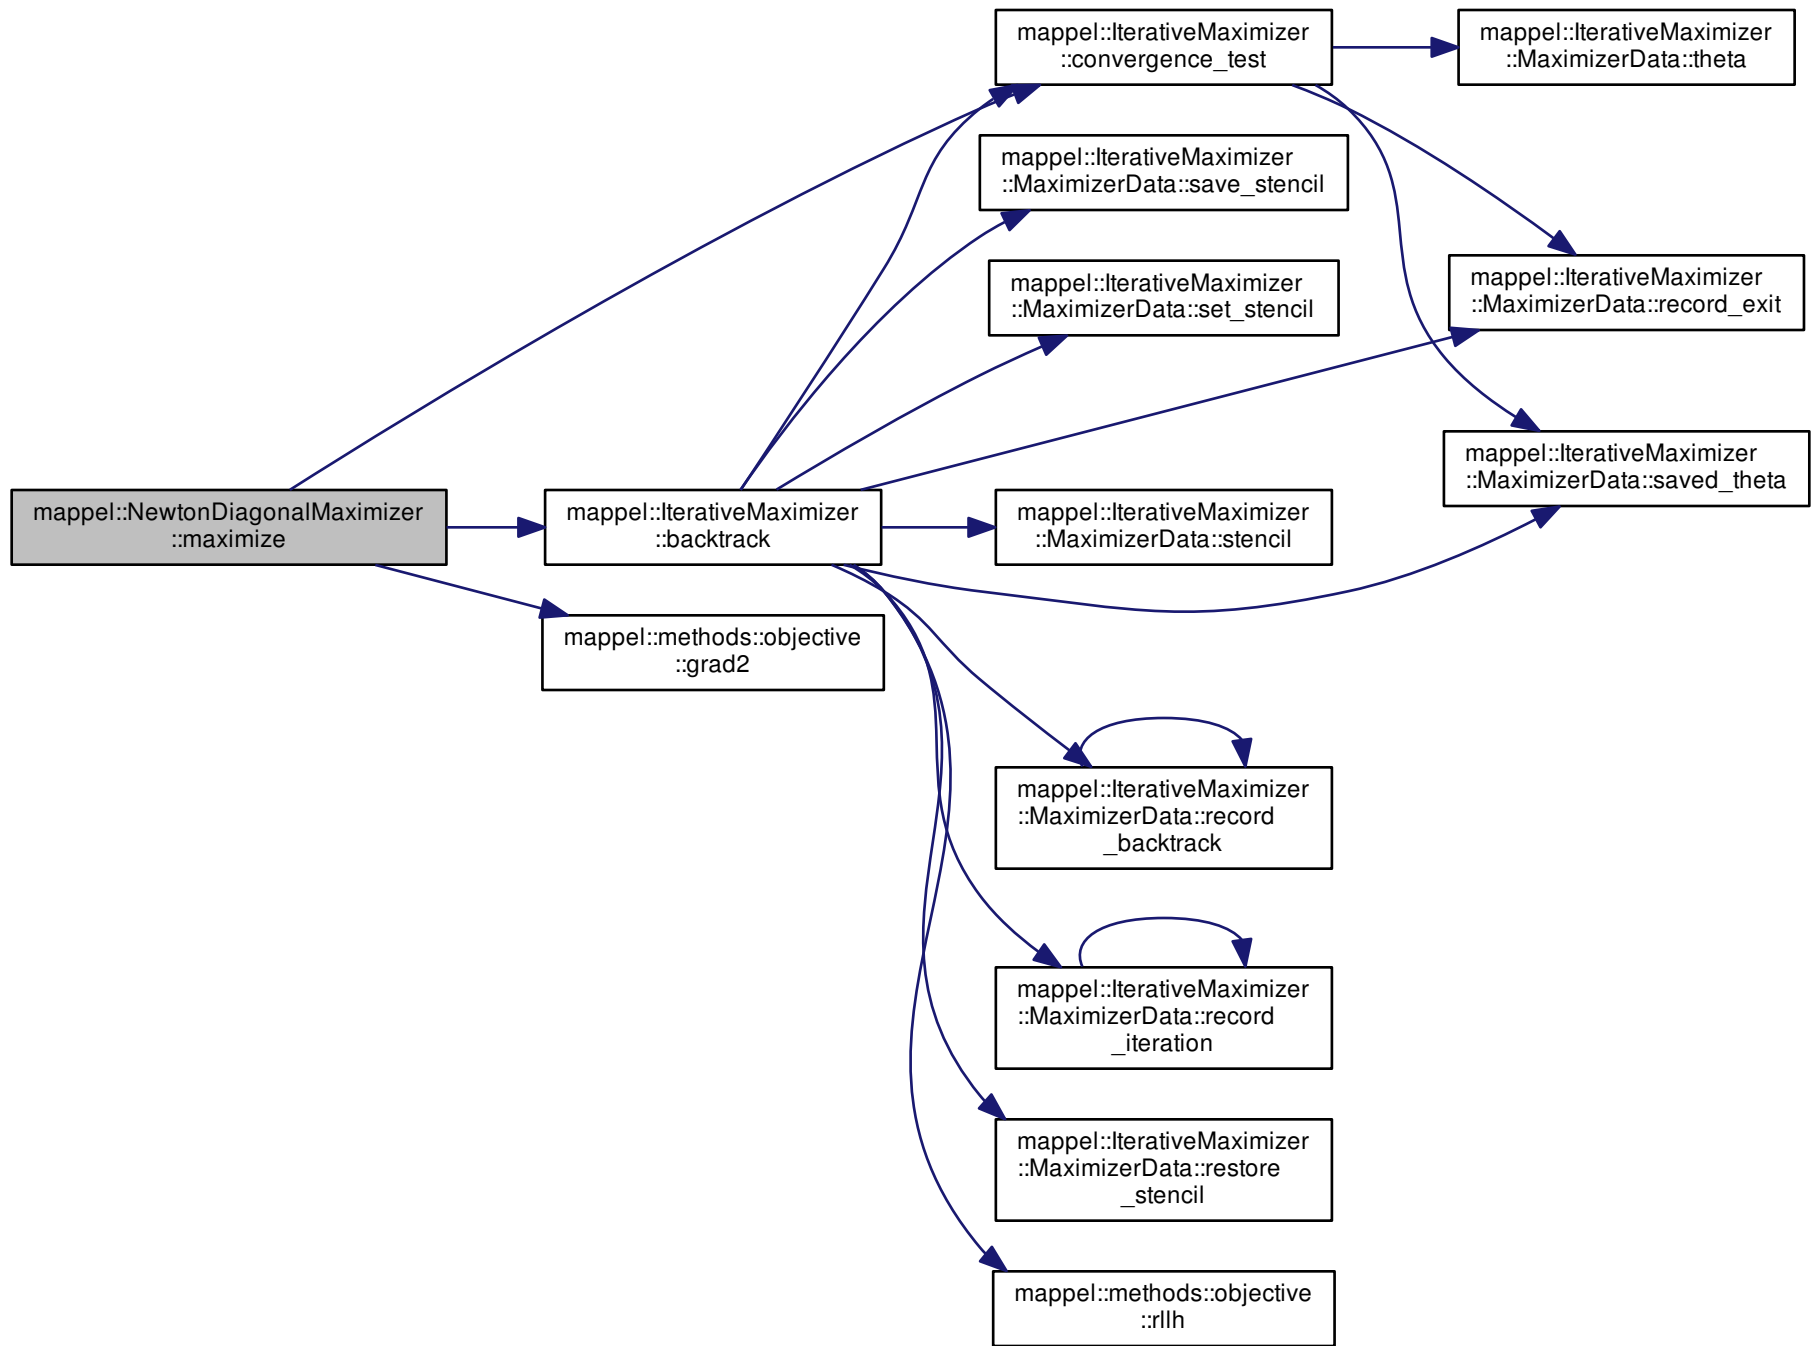 mappel::IterativeMaximizer
::convergence_test
mappel::IterativeMaximizer
::MaximizerData::theta
mappel::IterativeMaximizer
::MaximizerData::save_stencil
mappel::IterativeMaximizer
::MaximizerData::set_stencil
mappel::IterativeMaximizer
::MaximizerData::record_exit
mappel::IterativeMaximizer
::MaximizerData::saved_theta
mappel::NewtonDiagonalMaximizer
::maximize
mappel::IterativeMaximizer
::backtrack
mappel::IterativeMaximizer
::MaximizerData::stencil
mappel::methods::objective
::grad2
mappel::IterativeMaximizer
::MaximizerData::record
_backtrack
mappel::IterativeMaximizer
::MaximizerData::record
_iteration
mappel::IterativeMaximizer
::MaximizerData::restore
_stencil
mappel::methods::objective
::rllh